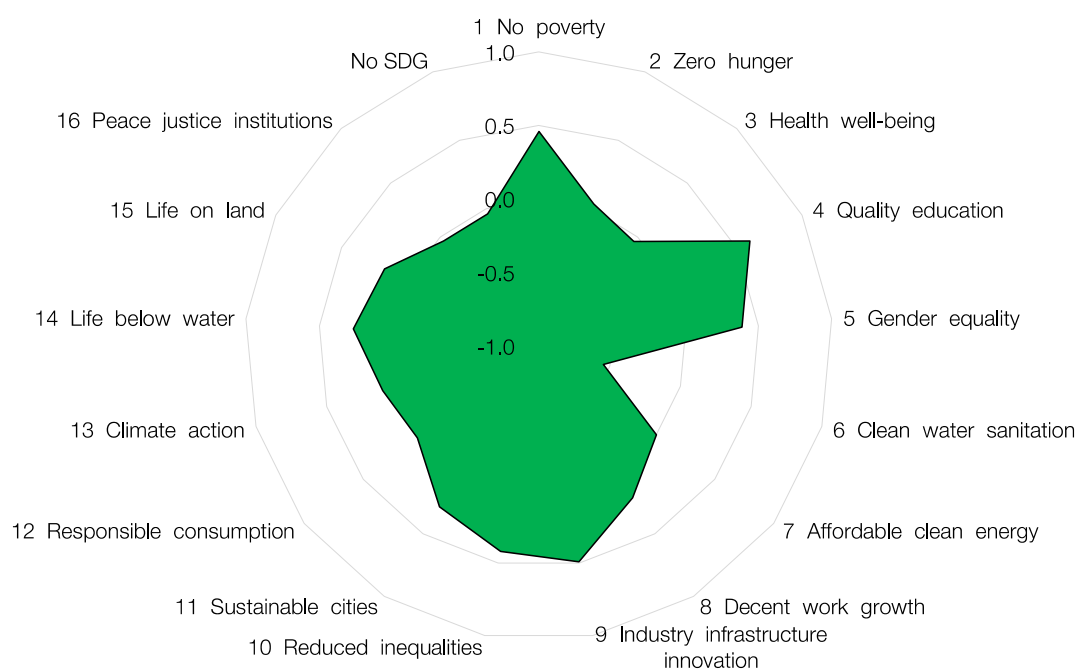 1 No poverty
1.0
No SDG
2 Zero hunger
0.5
16 Peace justice institutions
3 Health well-being
0.0
15 Life on land
4 Quality education
-0.5
14 Life below water
5 Gender equality
-1.0
13 Climate action
6 Clean water sanitation
12 Responsible consumption
7 Affordable clean energy
11 Sustainable cities
8 Decent work growth
10 Reduced inequalities
9 Industry infrastructure
innovation